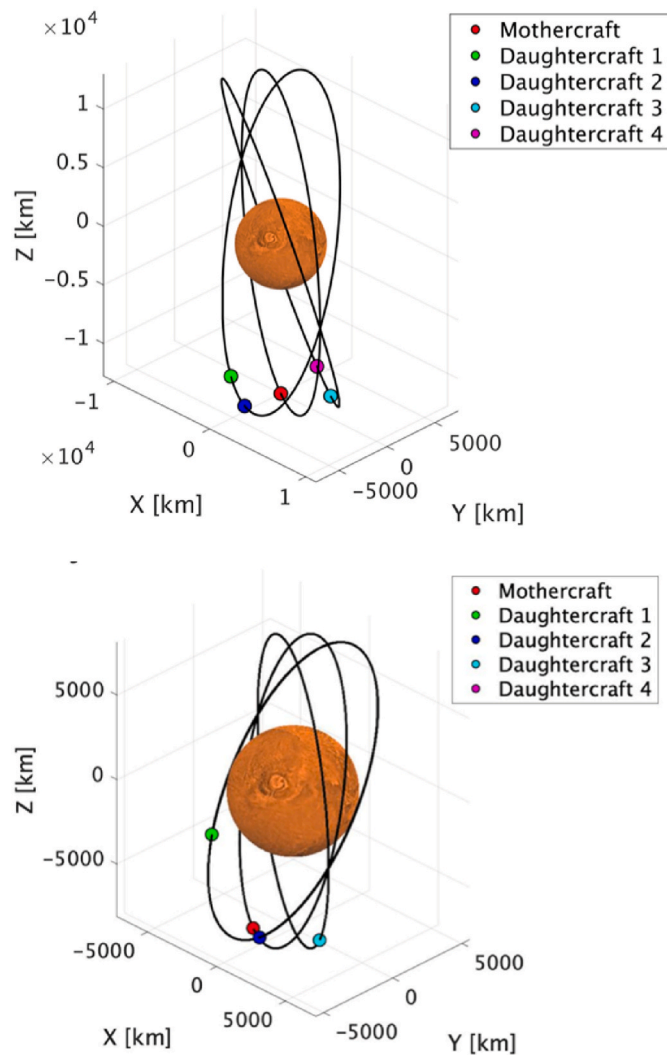 ×10⁴
Mothercraft
Daughtercraft 1
Daughtercraft 2
Daughtercraft 3
Daughtercraft 4
1
0.5
0
−0.5
−1
Z [km]
−1
×10⁴
0
1
X [km]
5000
0
−5000
Y [km]
Mothercraft
Daughtercraft 1
Daughtercraft 2
Daughtercraft 3
Daughtercraft 4
5000
0
−5000
Z [km]
−5000
0
5000
X [km]
5000
0
−5000
Y [km]